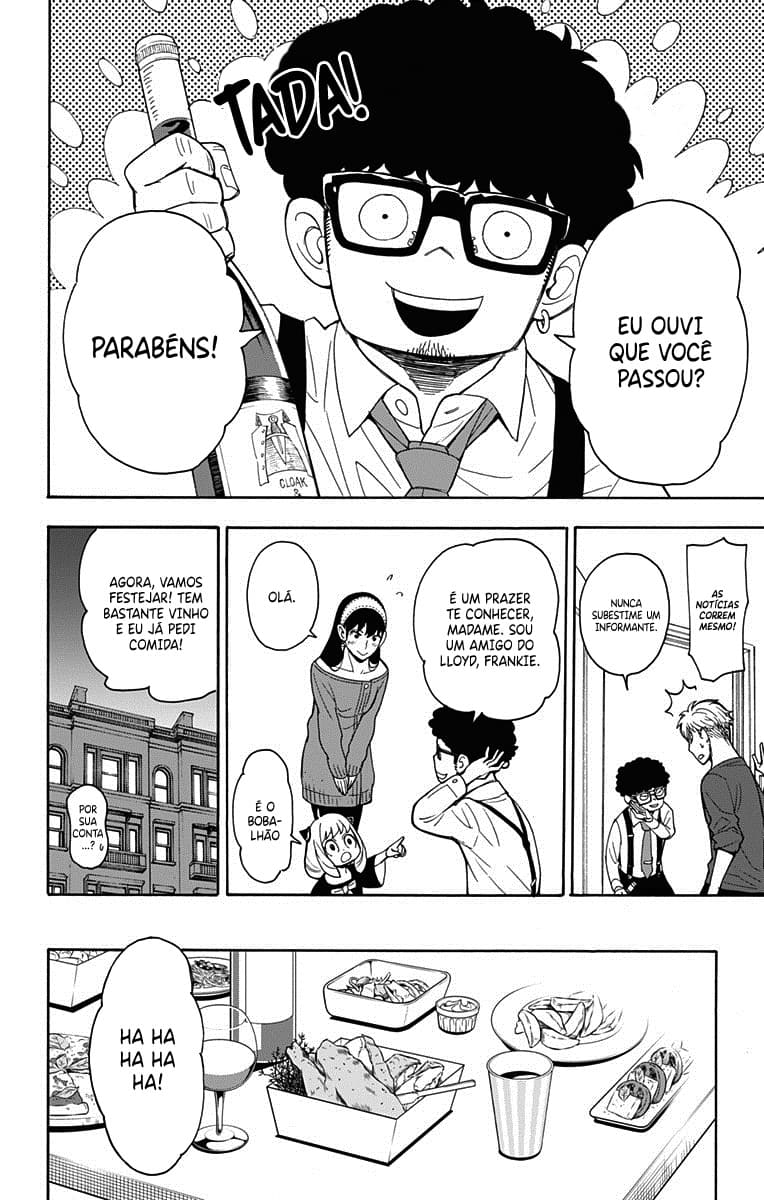 TADA!
EU OUVI
QUE VOCÊ
PASSOU?
PARABÉNS!
CLOAK
&
AS
NOTÍCIAS
CORREM
MESMO!
NUNCA
SUBESTIME UM
INFORMANTE.
É UM PRAZER
TE CONHECER,
MADAME. SOU
UM AMIGO DO
LLOYD, FRANKIE.
OLÁ.
É O
BOBA-
LHÃO
AGORA, VAMOS
FESTEJAR! TEM
BASTANTE VINHO
E EU JÁ PEDI
COMIDA!
POR
SUA
CONTA
...?
HA HA
HA HA
HA!